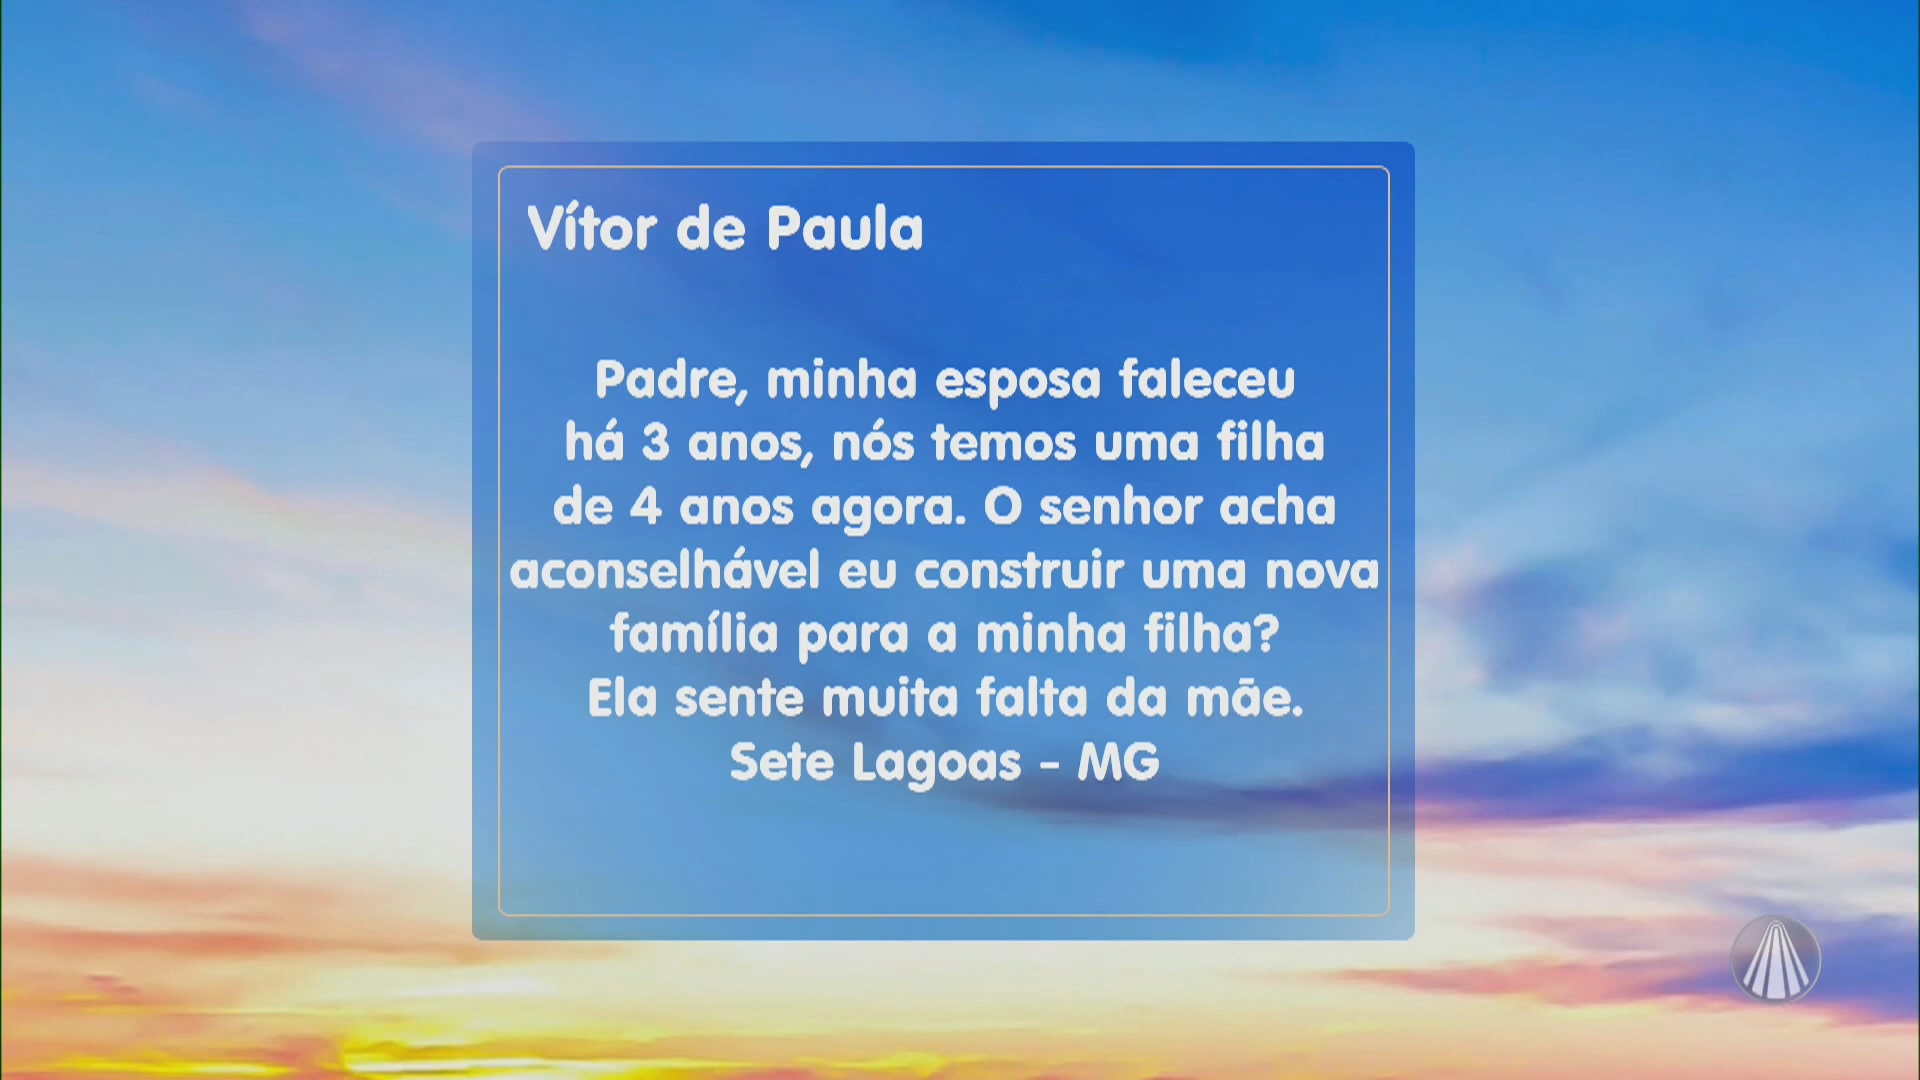 Vítor de Paula
Padre, minha esposa faleceu
há 3 anos, nós temos uma filha
de 4 anos agora. O senhor acha
aconselhável eu construir uma nova
família para a minha filha?
Ela sente muita falta da mãe.
Sete Lagoas - MG